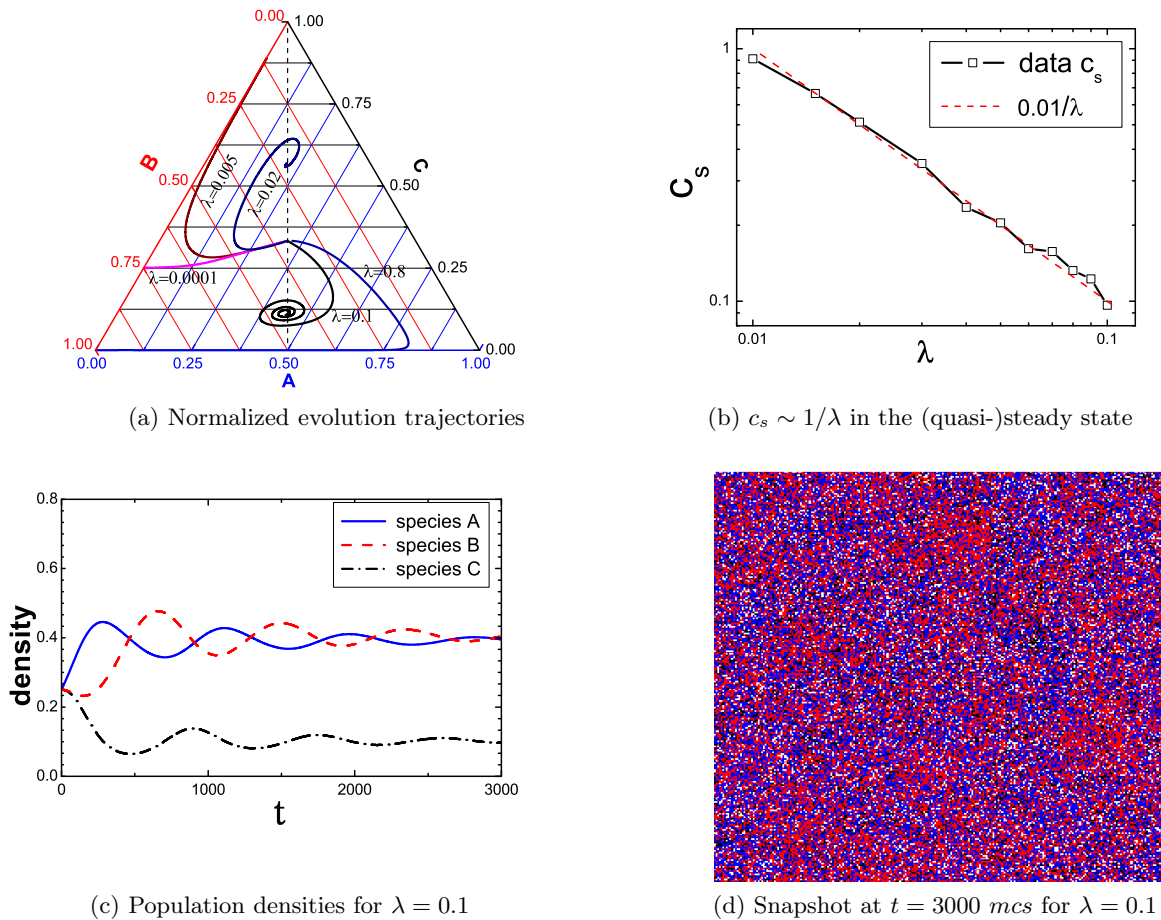 0.00
1.00
0.25
0.75
B
C
0.50
0.50
λ=0.005
λ=0.02
0.75
0.25
λ=0.0001
λ=0.8
λ=0.1
1.00
0.00
0.00
0.25
0.50
0.75
1.00
A
(a) Normalized evolution trajectories
1
0.1
c_s
data c_s
0.01/λ
0.01
0.1
λ
(b) c_s ∼ 1/λ in the (quasi-)steady state
0.8
0.6
0.4
0.2
0.0
density
species A
species B
species C
0
1000
2000
3000
t
(c) Population densities for λ = 0.1
(d) Snapshot at t = 3000 mcs for λ = 0.1